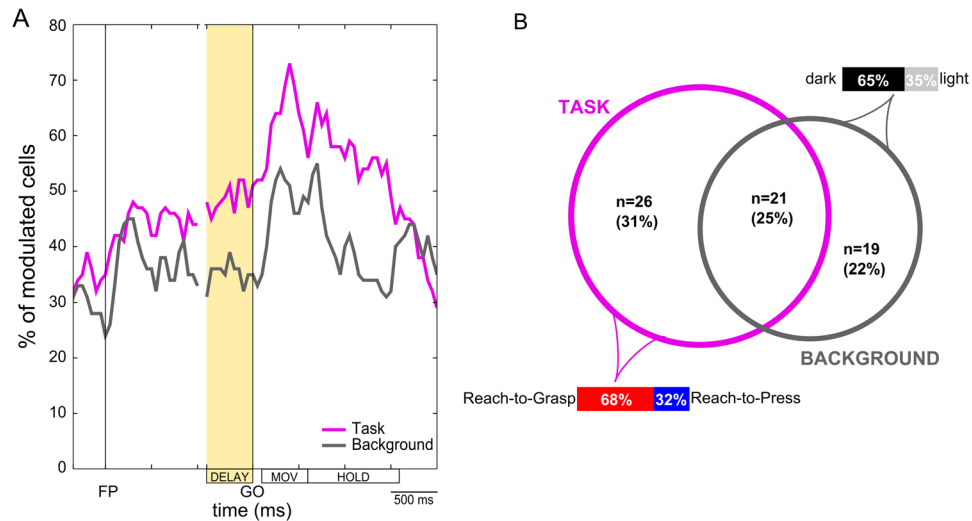 A
% of modulated cells
80
70
60
50
40
30
20
10
0
Task
Background
DELAY
MOV
HOLD
FP
GO
500 ms
time (ms)
B
dark 65% 35% light
TASK
n=26
(31%)
n=21
(25%)
n=19
(22%)
BACKGROUND
Reach-to-Grasp 68% 32% Reach-to-Press